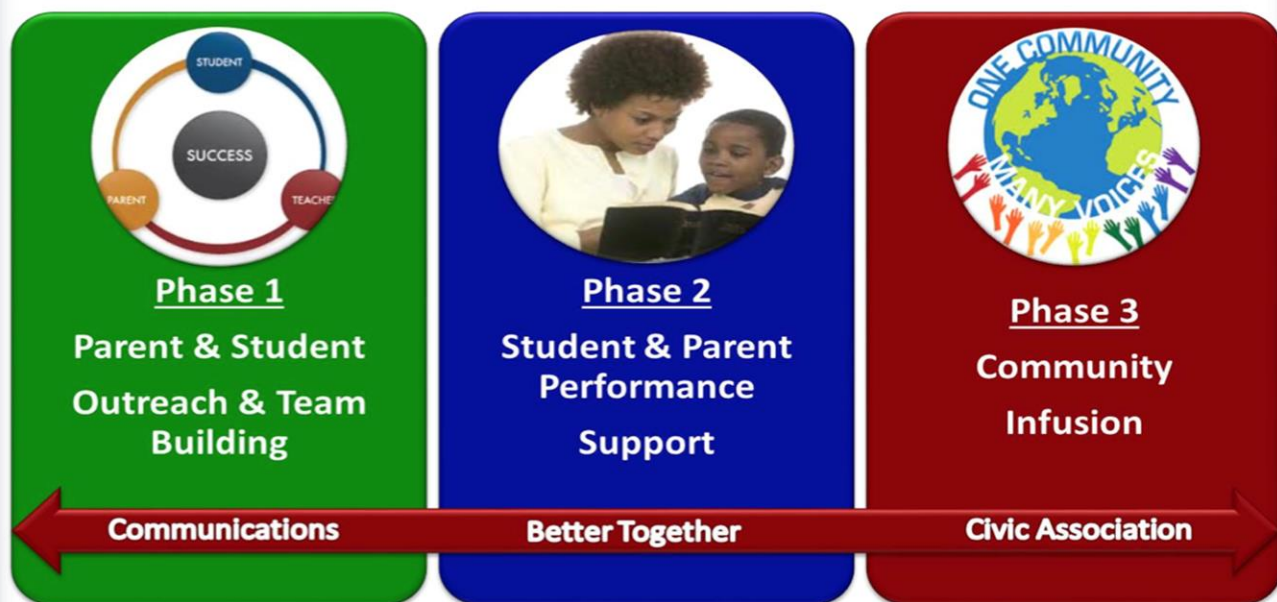 STUDENT
SUCCESS
PARENT
TEACHE
Phase 1
Parent & Student
Outreach & Team
Building
Communications
Phase 2
Student & Parent
Performance
Support
Better Together
ONE COMMUNITY
MANY VOICES
Phase 3
Community
Infusion
Civic Association